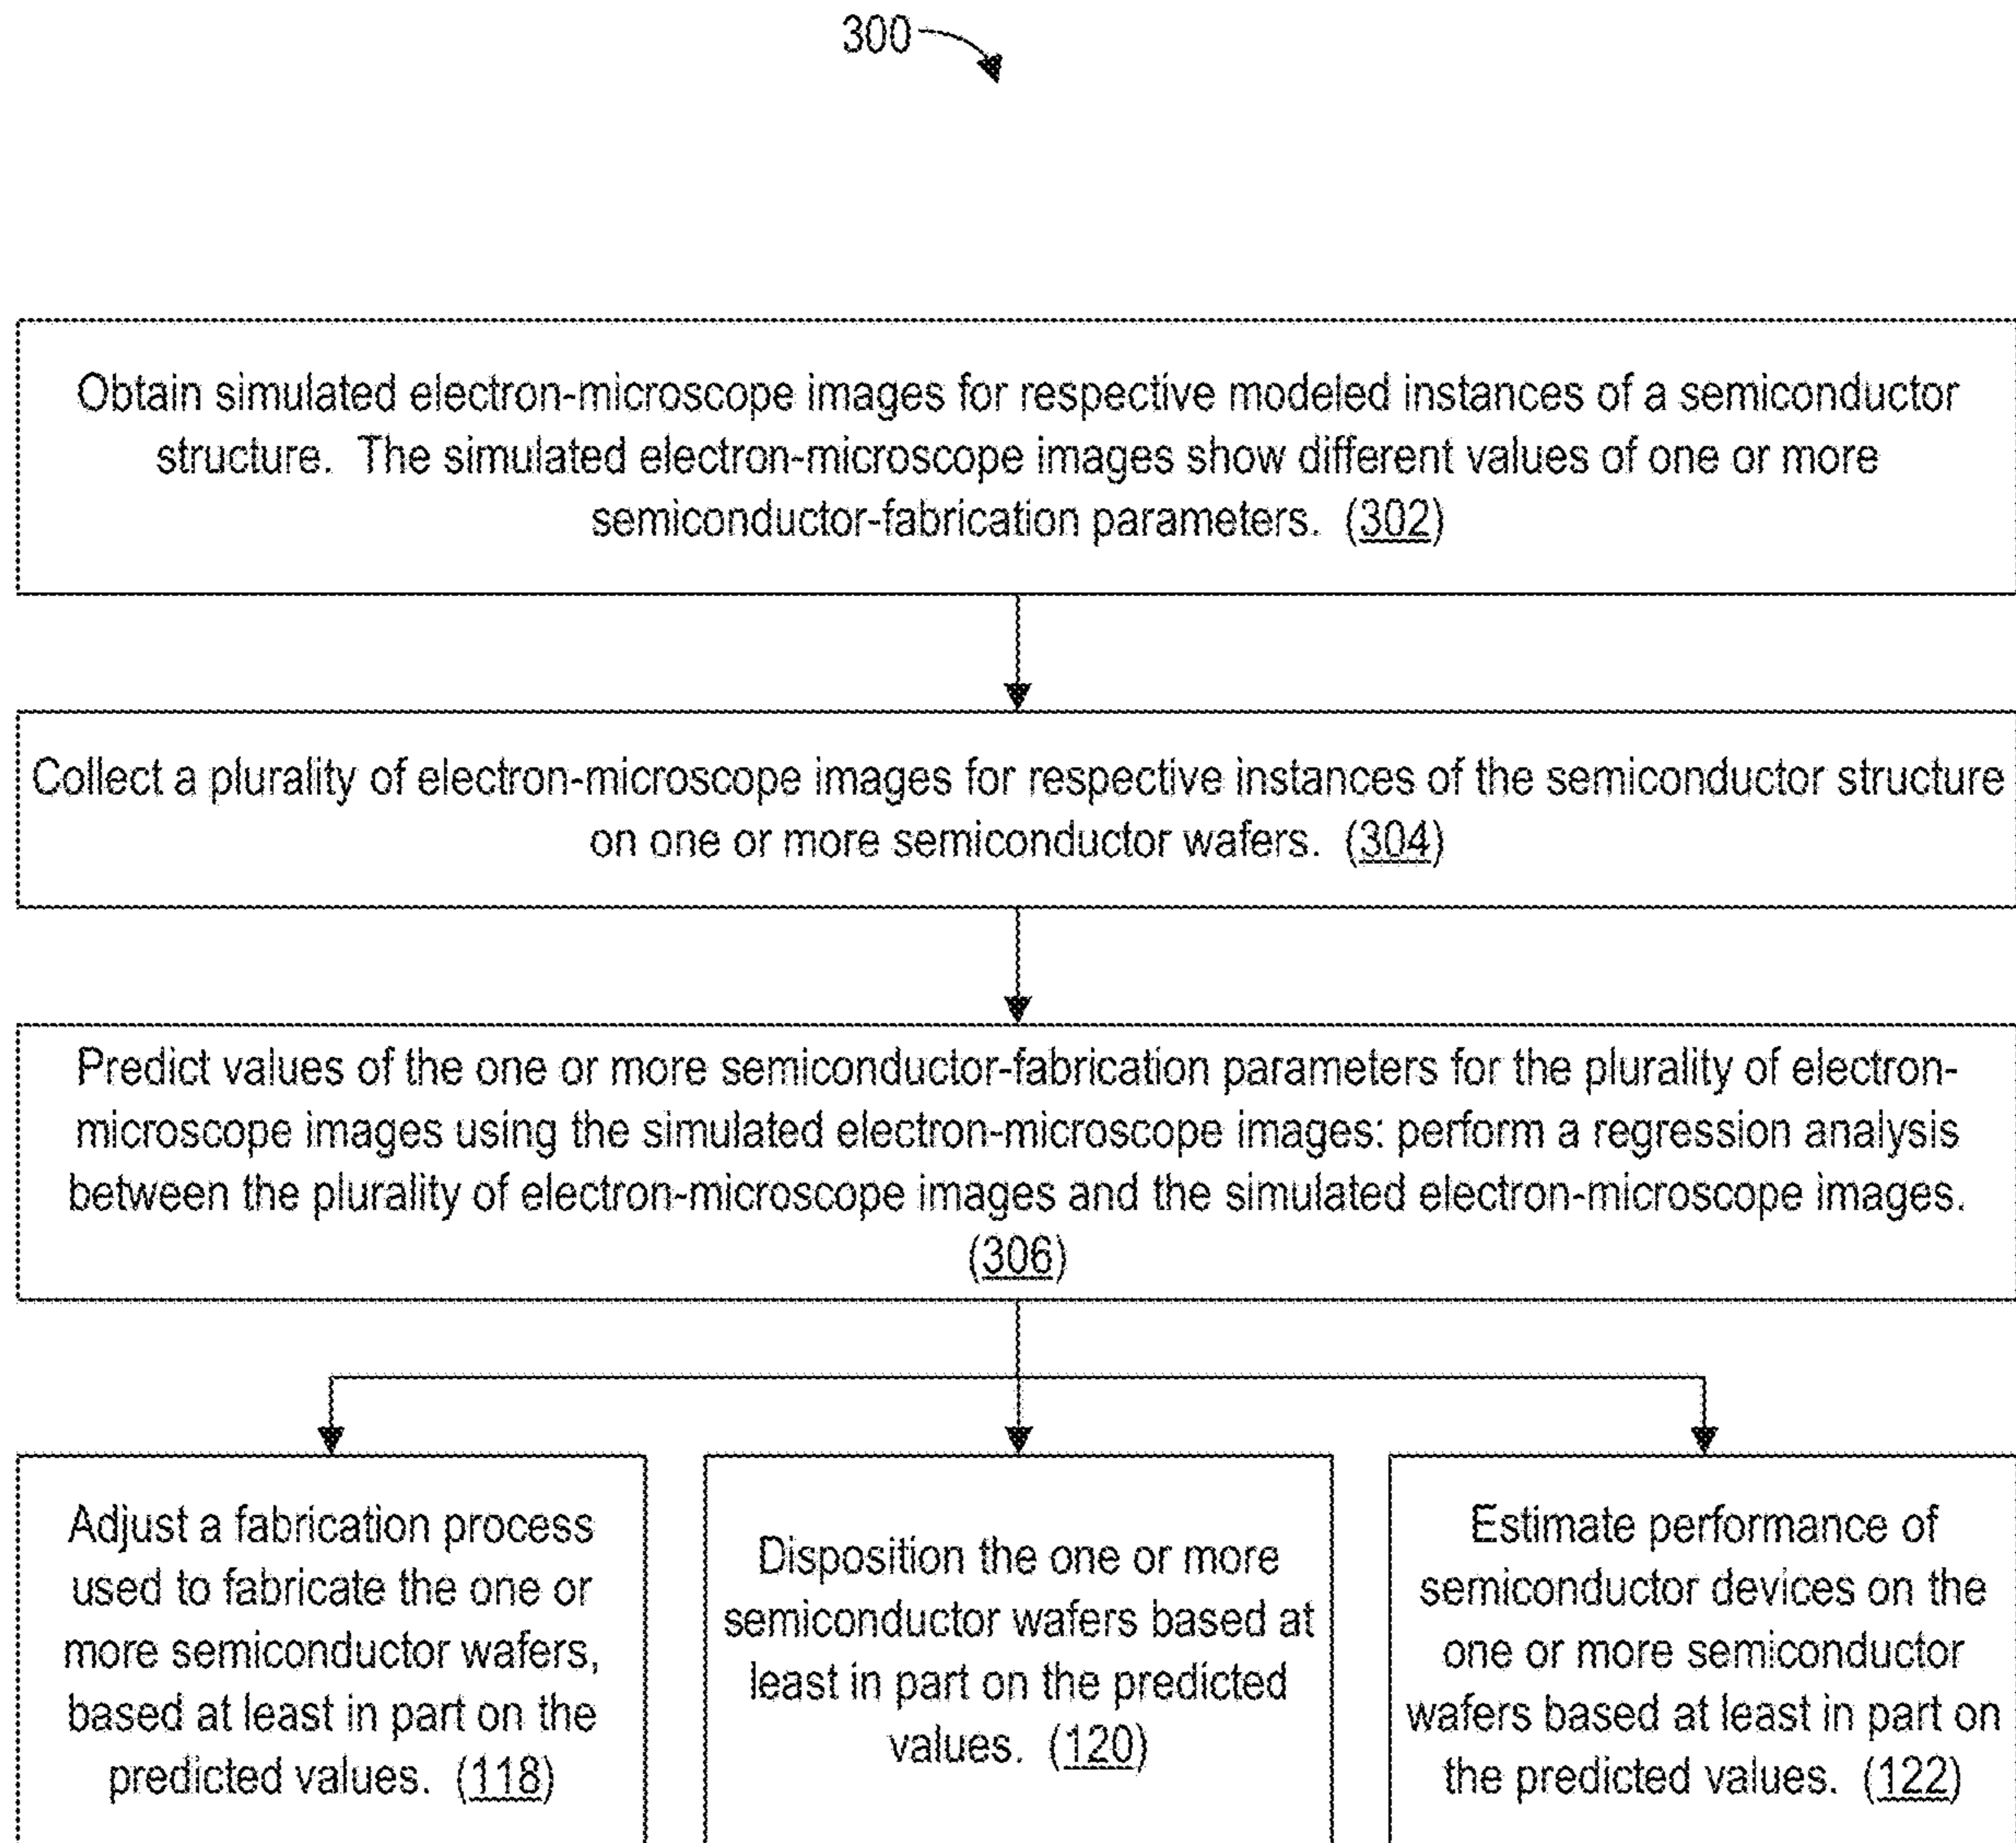 300
Obtain simulated electron-microscope images for respective modeled instances of a semiconductor
structure. The simulated electron-microscope images show different values of one or more
semiconductor-fabrication parameters. (302)
Collect a plurality of electron-microscope images for respective instances of the semiconductor structure
on one or more semiconductor wafers. (304)
Predict values of the one or more semiconductor-fabrication parameters for the plurality of electron-
microscope images using the simulated electron-microscope images: perform a regression analysis
between the plurality of electron-microscope images and the simulated electron-microscope images.
(306)
Adjust a fabrication process
used to fabricate the one or
more semiconductor wafers,
based at least in part on the
predicted values. (118)
Disposition the one or more
semiconductor wafers based at
least in part on the predicted
values. (120)
Estimate performance of
semiconductor devices on the
one or more semiconductor
wafers based at least in part on
the predicted values. (122)